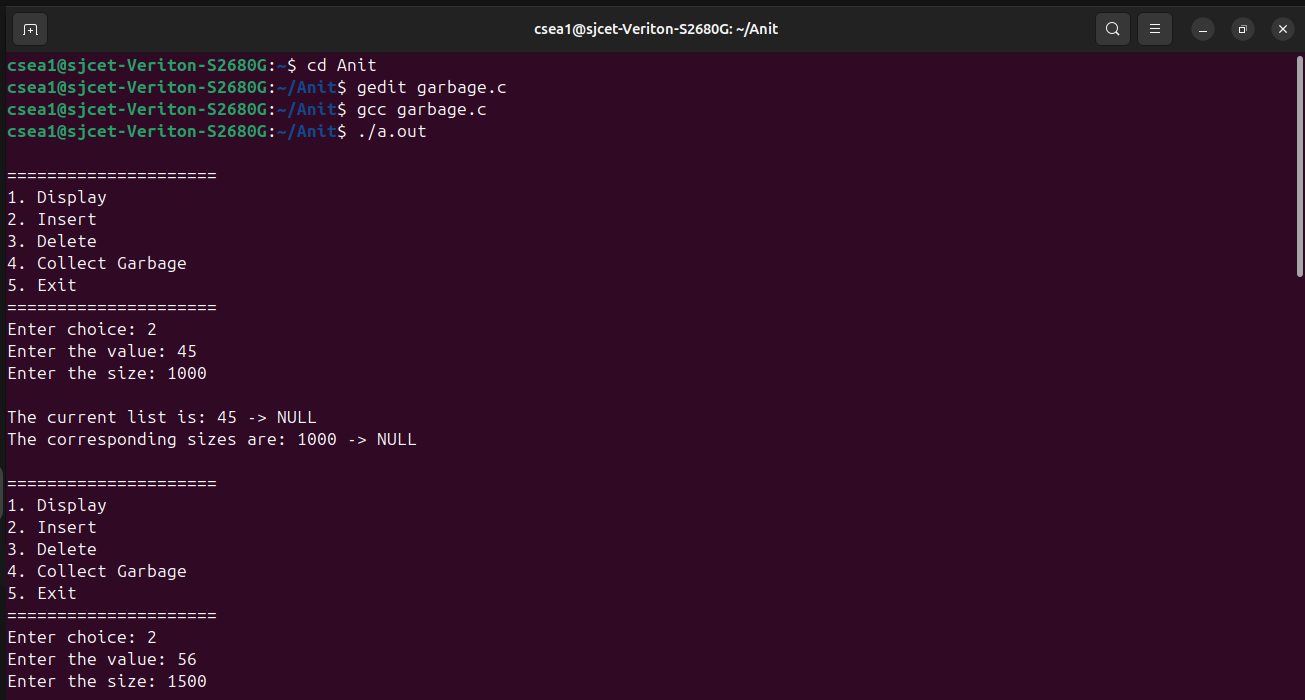 csea1@sjcet-Veriton-S2680G: ~/Anit
csea1@sjcet-Veriton-S2680G:~$ cd Anit
csea1@sjcet-Veriton-S2680G:~/Anit$ gedit garbage.c
csea1@sjcet-Veriton-S2680G:~/Anit$ gcc garbage.c
csea1@sjcet-Veriton-S2680G:~/Anit$ ./a.out
=====================
1. Display
2. Insert
3. Delete
4. Collect Garbage
5. Exit
=====================
Enter choice: 2
Enter the value: 45
Enter the size: 1000
The current list is: 45 -> NULL
The corresponding sizes are: 1000 -> NULL
=====================
1. Display
2. Insert
3. Delete
4. Collect Garbage
5. Exit
=====================
Enter choice: 2
Enter the value: 56
Enter the size: 1500